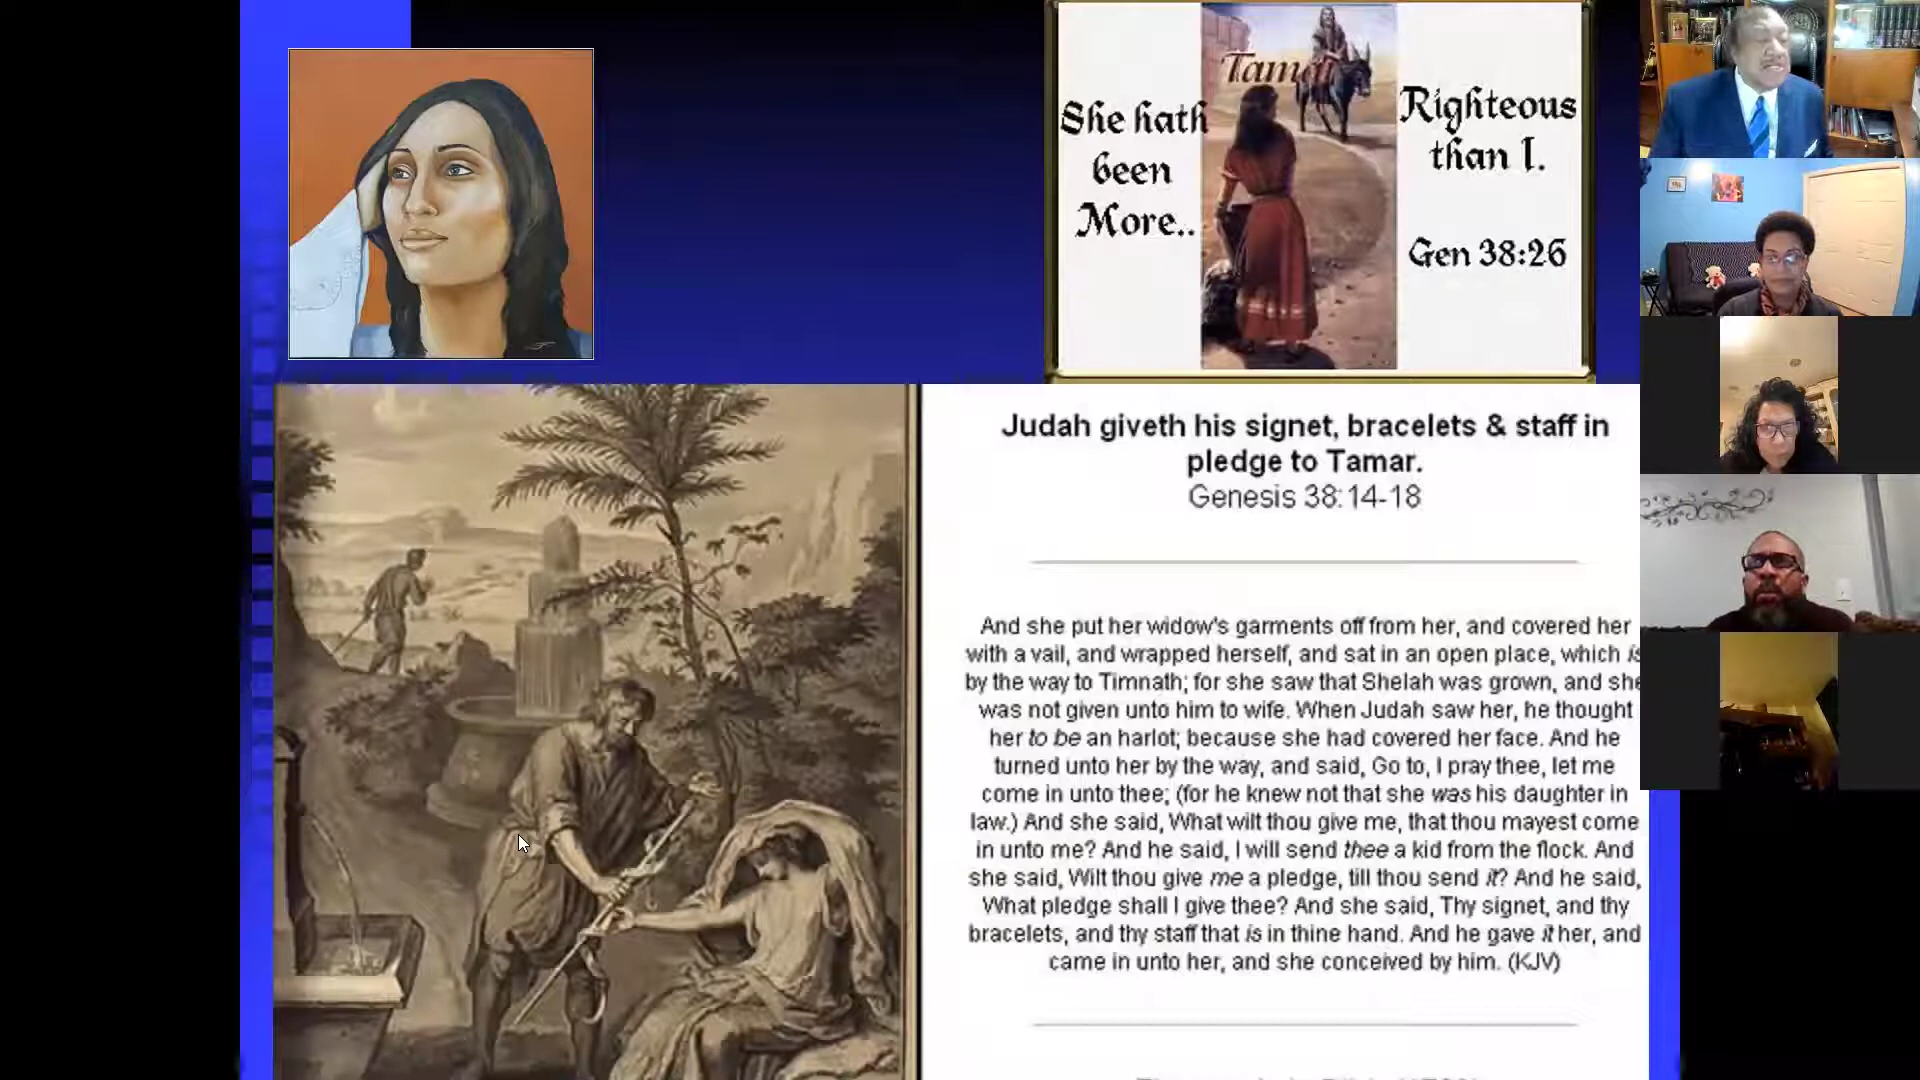 Tamar
She hath
been
More..
Righteous
than I.
Gen 38:26
Judah giveth his signet, bracelets & staff in
pledge to Tamar.
Genesis 38:14-18
And she put her widow's garments off from her, and covered her
with a vail, and wrapped herself, and sat in an open place, which is
by the way to Timnath; for she saw that Shelah was grown, and she
was not given unto him to wife. When Judah saw her, he thought
her to be an harlot; because she had covered her face. And he
turned unto her by the way, and said, Go to, I pray thee, let me
come in unto thee; (for he knew not that she was his daughter in
law.) And she said, What wilt thou give me, that thou mayest come
in unto me? And he said, I will send thee a kid from the flock. And
she said, Wilt thou give me a pledge, till thou send it? And he said,
What pledge shall I give thee? And she said, Thy signet, and thy
bracelets, and thy staff that is in thine hand. And he gave it her, and
came in unto her, and she conceived by him. (KJV)